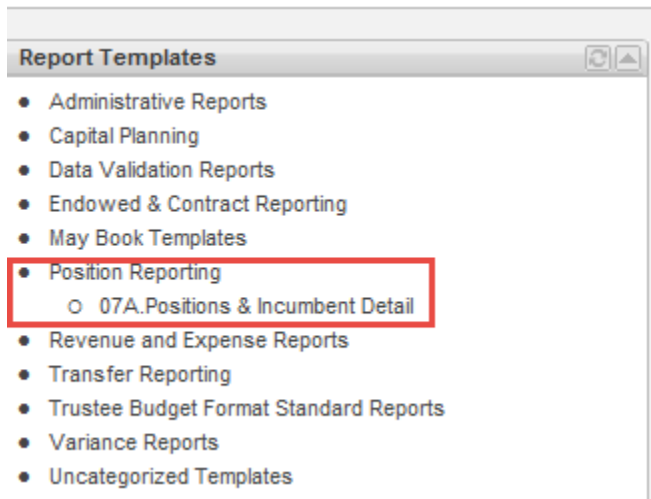 Report Templates
Administrative Reports
Capital Planning
Data Validation Reports
Endowed & Contract Reporting
May Book Templates
Position Reporting
07A.Positions & Incumbent Detail
Revenue and Expense Reports
Transfer Reporting
Trustee Budget Format Standard Reports
Variance Reports
Uncategorized Templates